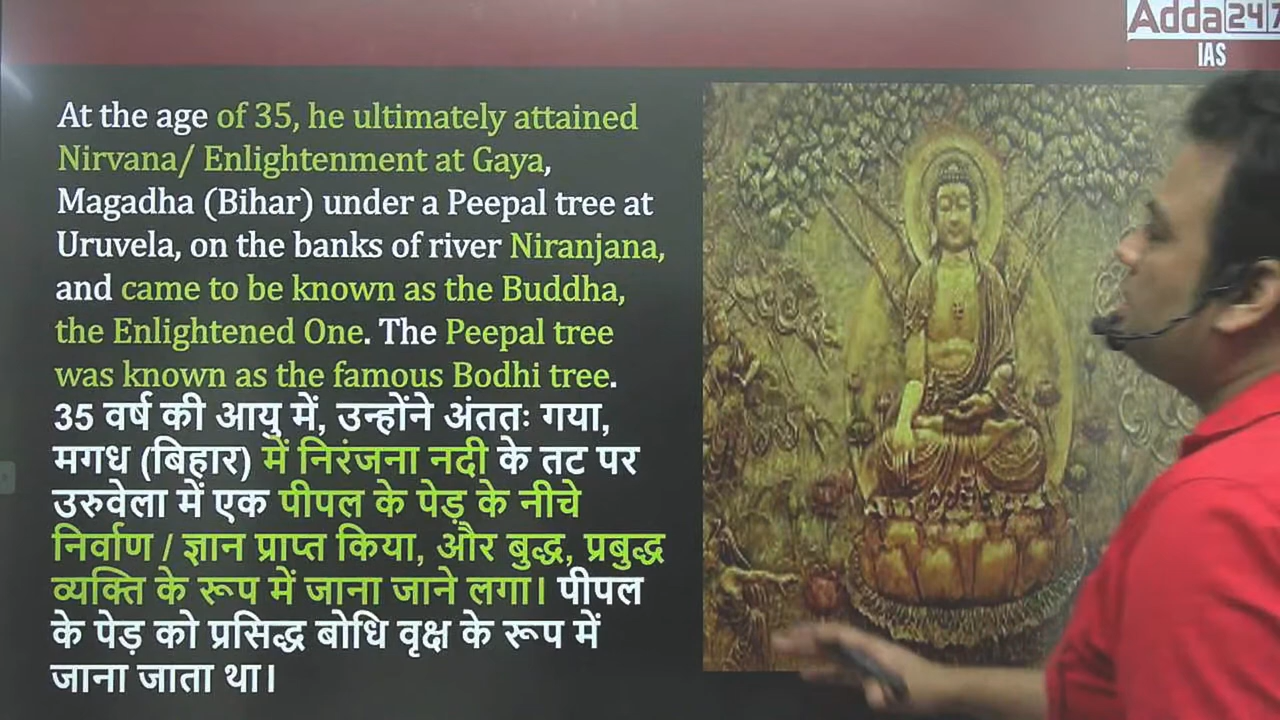 Adda247
IAS
At the age of 35, he ultimately attained
Nirvana/ Enlightenment at Gaya,
Magadha (Bihar) under a Peepal tree at
Uruvela, on the banks of river Niranjana,
and came to be known as the Buddha,
the Enlightened One. The Peepal tree
was known as the famous Bodhi tree.
35 वर्ष की आयु में, उन्होंने अंततः गया,
मगध (बिहार) में निरंजना नदी के तट पर
उरुवेला में एक पीपल के पेड़ के नीचे
निर्वाण / ज्ञान प्राप्त किया, और बुद्ध, प्रबुद्ध
व्यक्ति के रूप में जाना जाने लगा। पीपल
के पेड़ को प्रसिद्ध बोधि वृक्ष के रूप में
जाना जाता था।